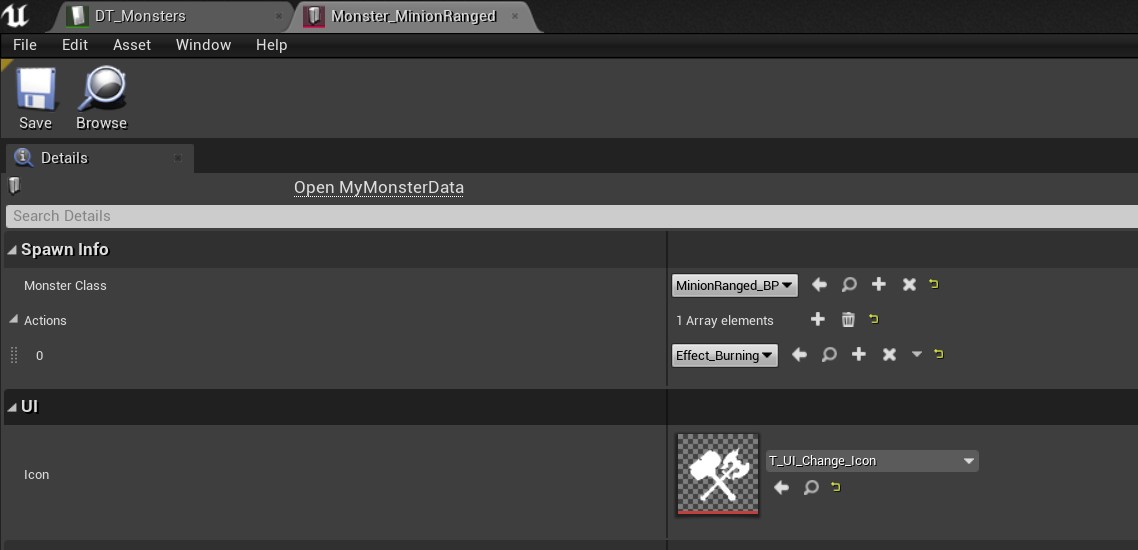 DT_Monsters
Monster_MinionRanged
File Edit Asset Window Help
Save Browse
Details
Open MyMonsterData
Search Details
Spawn Info
Monster Class MinionRanged_BP
Actions 1 Array elements
0 Effect_Burning
UI
Icon T_UI_Change_Icon